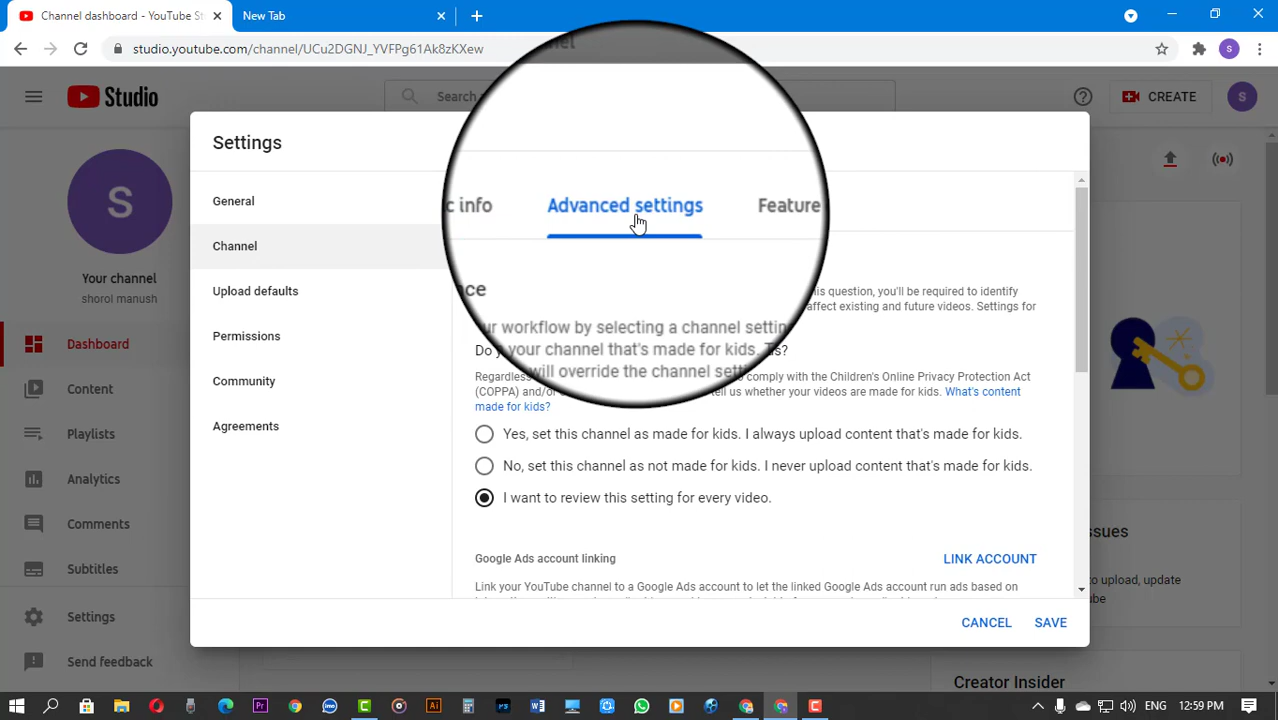 Channel dashboard - YouTube St
New Tab
studio.youtube.com/channel/UCu2DGNJ_YVFPg61Ak8zKXew
Studio
Search
CREATE
S
S
Settings
S
General
c info
Advanced settings
Feature
Channel
Your channel
shorol manush
Upload defaults
nce
this question, you'll be required to identify
affect existing and future videos. Settings for
ur workflow by selecting a channel settin
Permissions
Dashboard
Do y
your channel that's made for kids. T
ds?
will override the channel sett
Community
Regardless
to comply with the Children's Online Privacy Protection Act
Content
(COPPA) and/or
tell us whether your videos are made for kids. What's content
made for kids?
Agreements
Playlists
Yes, set this channel as made for kids. I always upload content that's made for kids.
No, set this channel as not made for kids. I never upload content that's made for kids.
Analytics
I want to review this setting for every video.
Comments
ssues
Google Ads account linking
LINK ACCOUNT
Subtitles
to upload, update
Link your YouTube channel to a Google Ads account to let the linked Google Ads account run ads based on
ube
Settings
CANCEL
SAVE
Send feedback
Creator Insider
ENG
12:59 PM